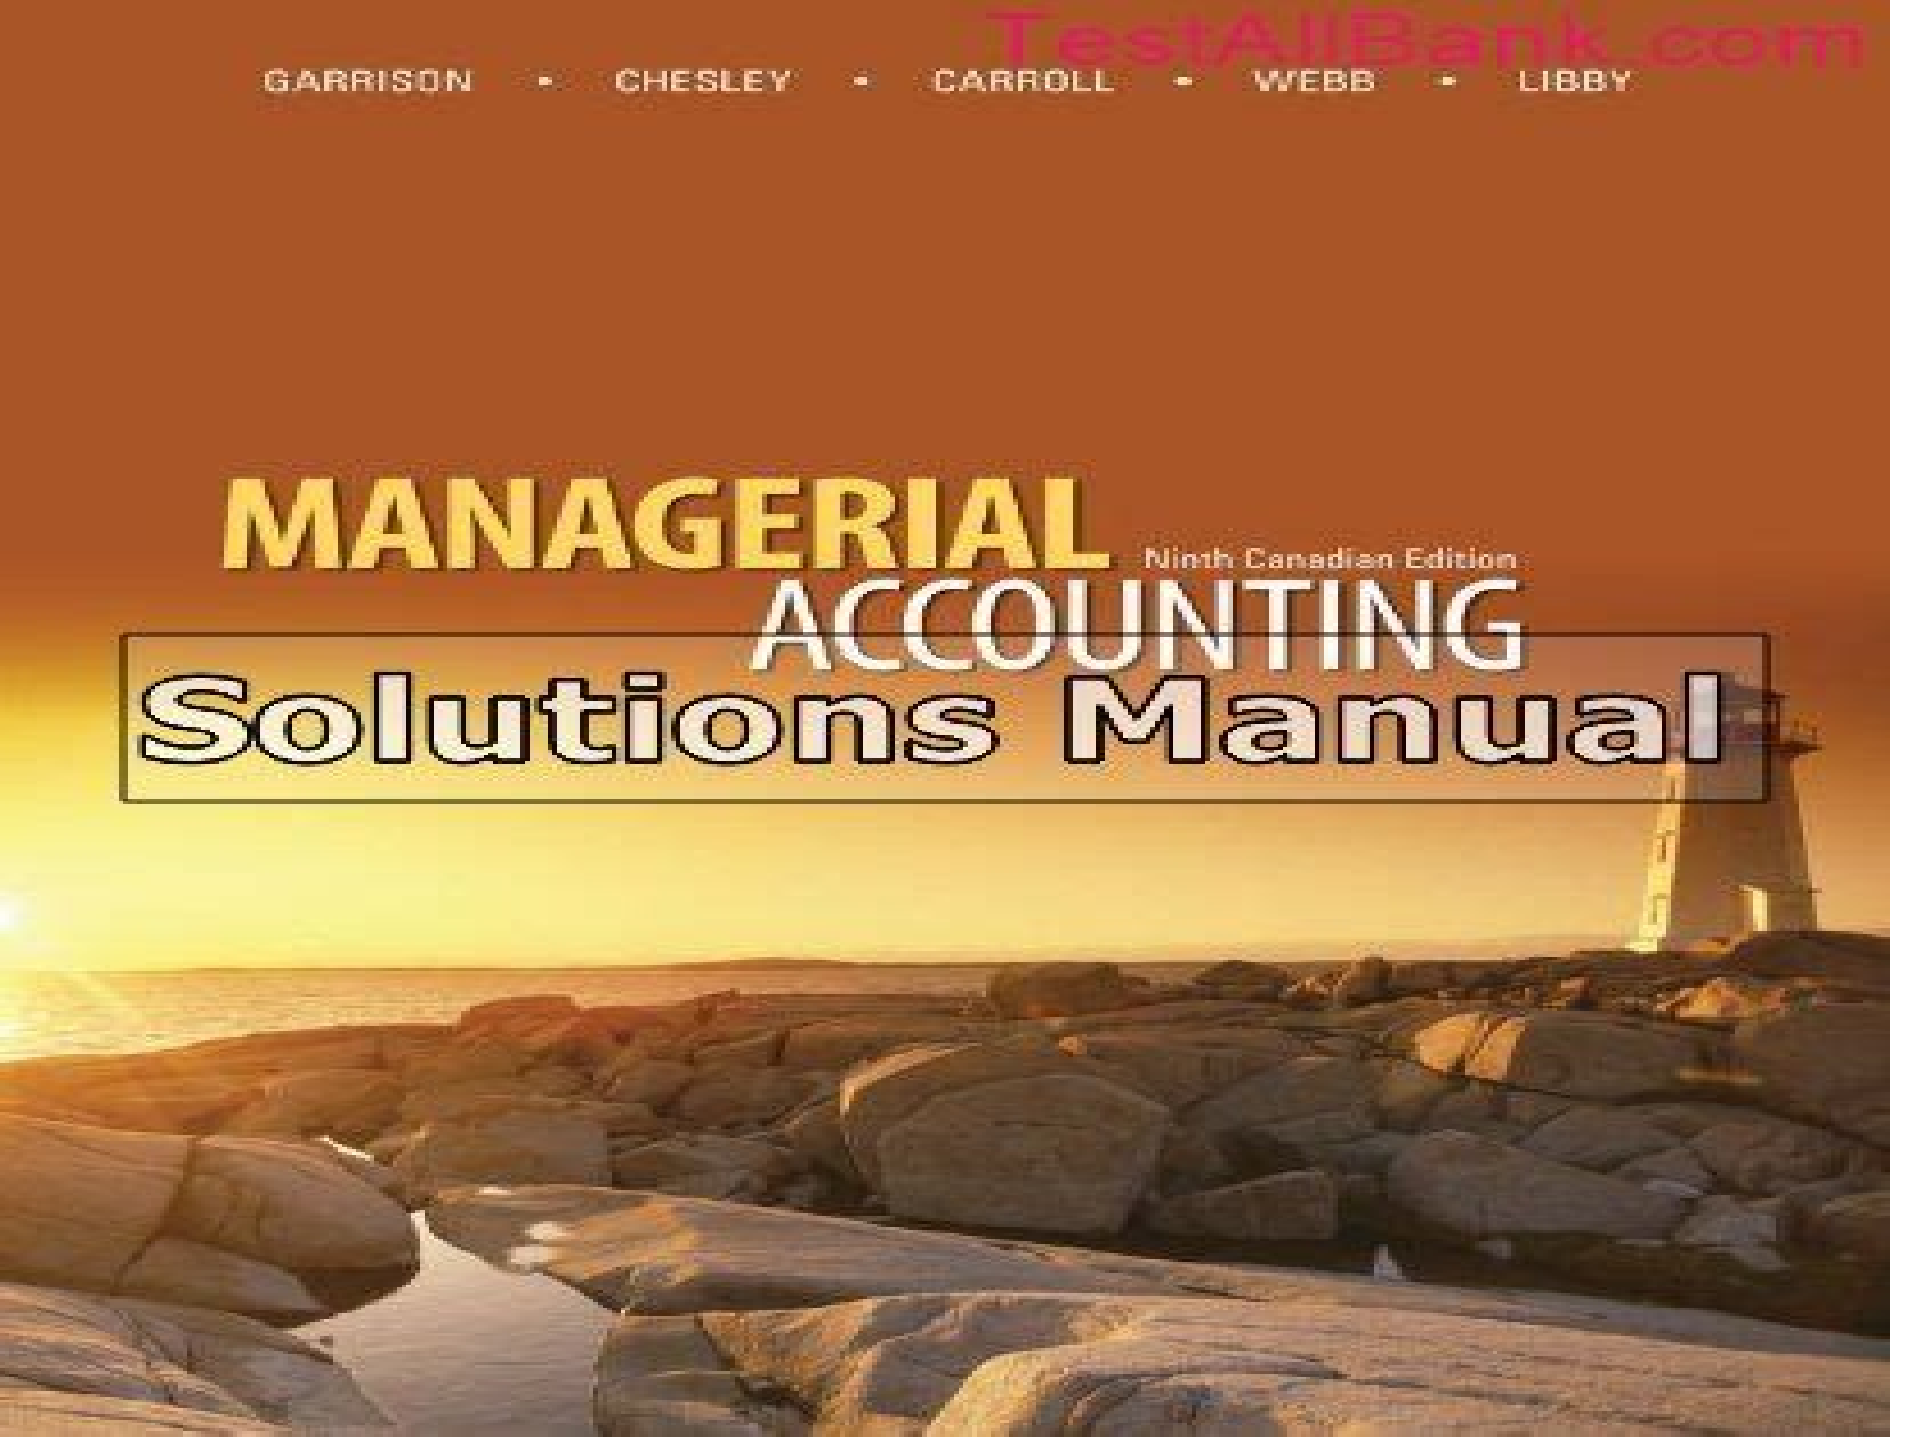 TestAllBank.com
GARRISON • CHESLEY • CARROLL • WEBB • LIBBY
MANAGERIAL
Ninth Canadian Edition
ACCOUNTING
Solutions Manual